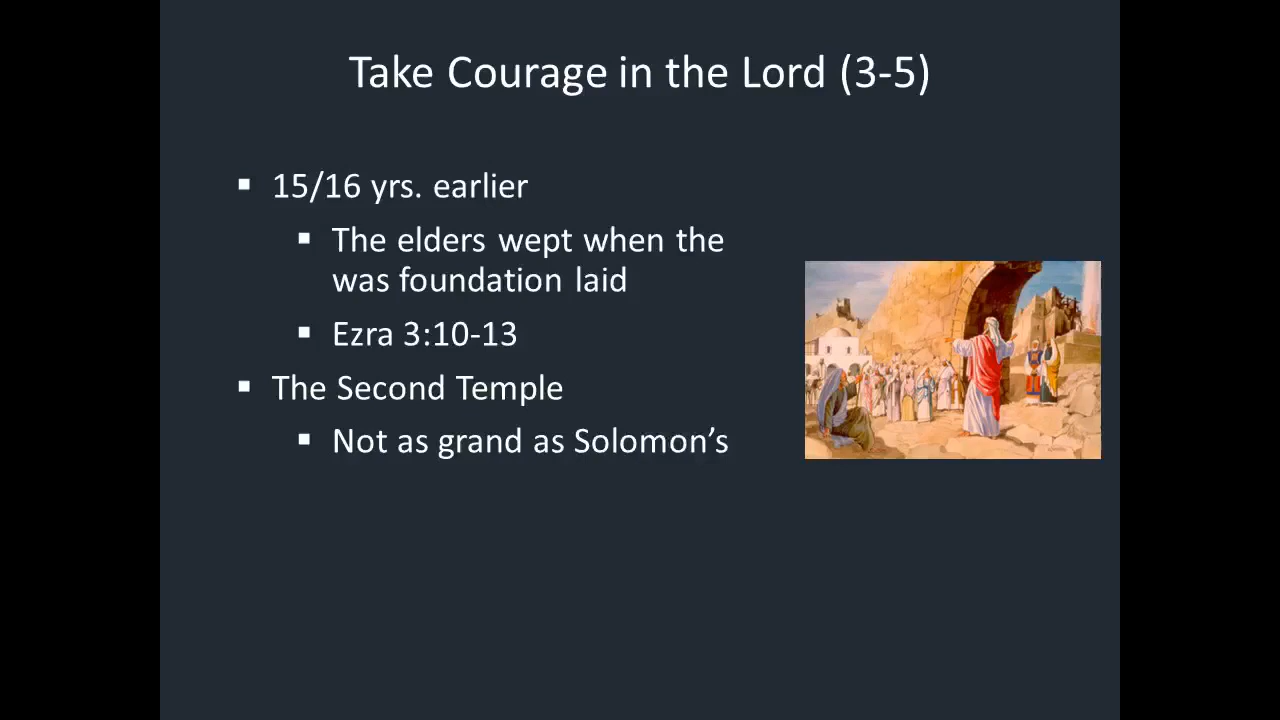 Take Courage in the Lord (3-5)
▪ 15/16 yrs. earlier
▪ The elders wept when the
was foundation laid
▪ Ezra 3:10-13
▪ The Second Temple
▪ Not as grand as Solomon’s